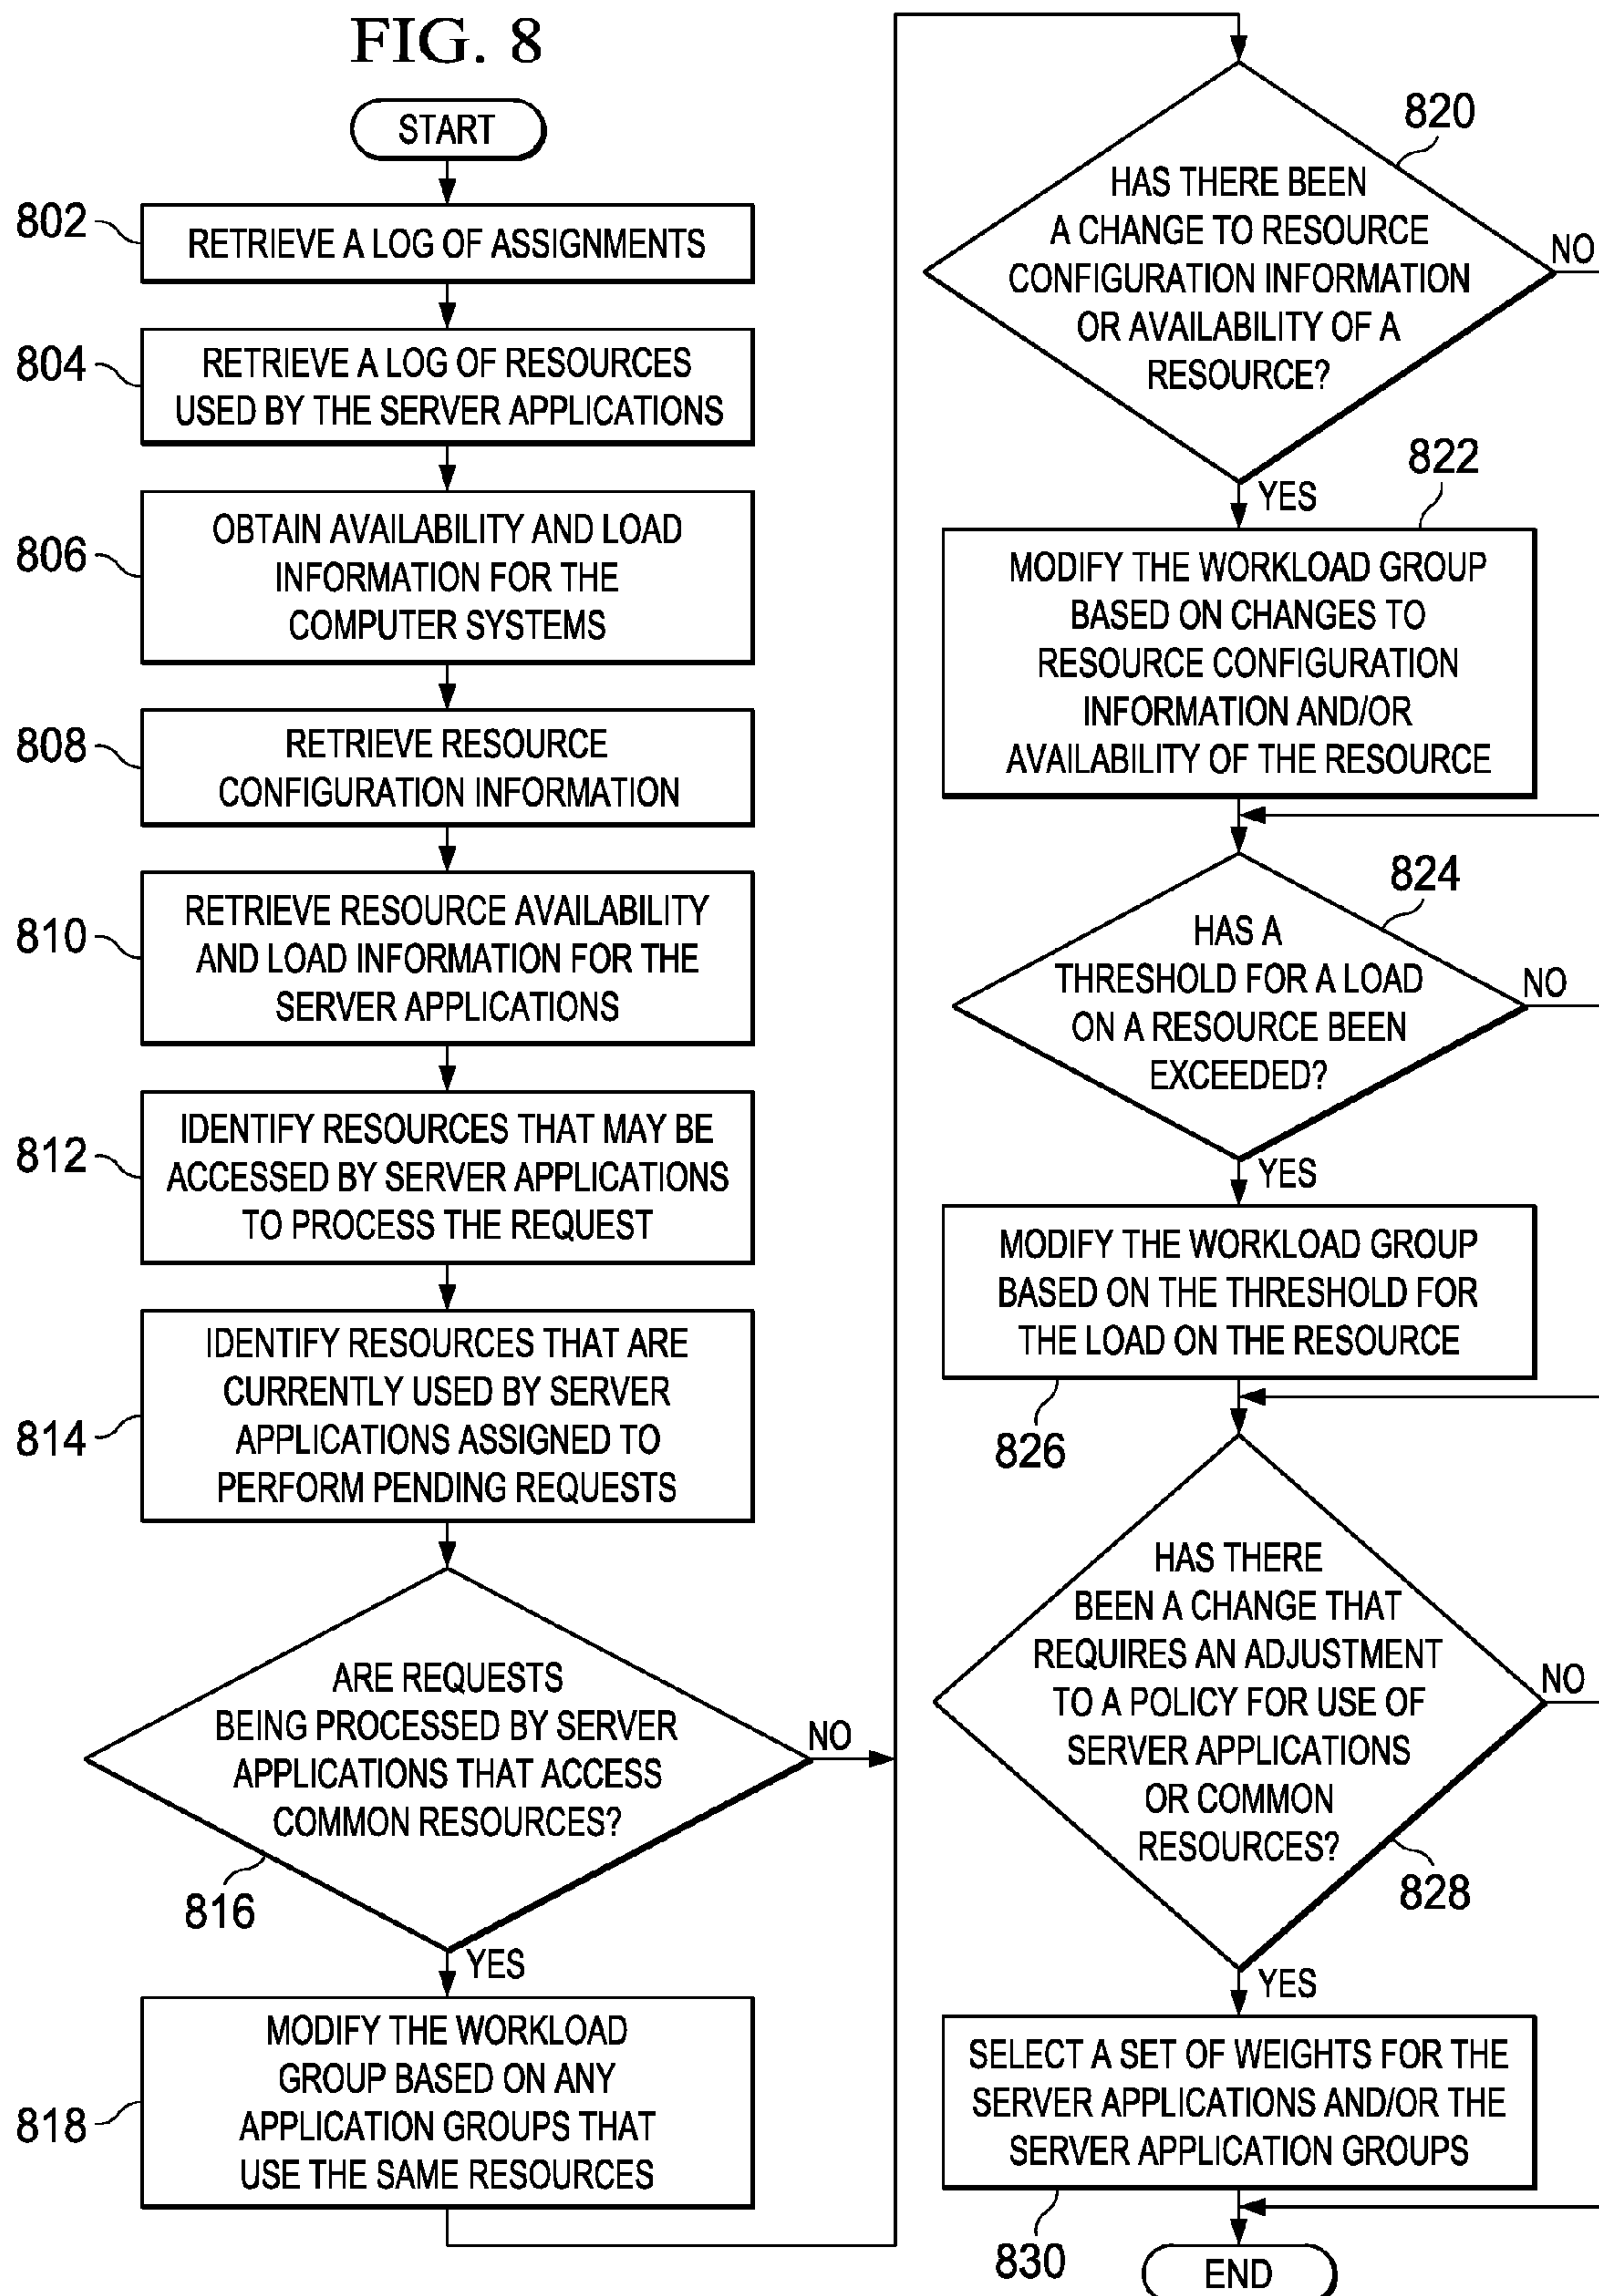 FIG. 8
START
802
RETRIEVE A LOG OF ASSIGNMENTS
804
RETRIEVE A LOG OF RESOURCES
USED BY THE SERVER APPLICATIONS
806
OBTAIN AVAILABILITY AND LOAD
INFORMATION FOR THE
COMPUTER SYSTEMS
808
RETRIEVE RESOURCE
CONFIGURATION INFORMATION
810
RETRIEVE RESOURCE AVAILABILITY
AND LOAD INFORMATION FOR THE
SERVER APPLICATIONS
812
IDENTIFY RESOURCES THAT MAY BE
ACCESSED BY SERVER APPLICATIONS
TO PROCESS THE REQUEST
814
IDENTIFY RESOURCES THAT ARE
CURRENTLY USED BY SERVER
APPLICATIONS ASSIGNED TO
PERFORM PENDING REQUESTS
ARE REQUESTS
BEING PROCESSED BY SERVER
APPLICATIONS THAT ACCESS
COMMON RESOURCES?
NO
816
YES
818
MODIFY THE WORKLOAD
GROUP BASED ON ANY
APPLICATION GROUPS THAT
USE THE SAME RESOURCES
820
HAS THERE BEEN
A CHANGE TO RESOURCE
CONFIGURATION INFORMATION
OR AVAILABILITY OF A
RESOURCE?
NO
YES
822
MODIFY THE WORKLOAD GROUP
BASED ON CHANGES TO
RESOURCE CONFIGURATION
INFORMATION AND/OR
AVAILABILITY OF THE RESOURCE
824
HAS A
THRESHOLD FOR A LOAD
ON A RESOURCE BEEN
EXCEEDED?
NO
YES
MODIFY THE WORKLOAD GROUP
BASED ON THE THRESHOLD FOR
THE LOAD ON THE RESOURCE
826
HAS THERE
BEEN A CHANGE THAT
REQUIRES AN ADJUSTMENT
TO A POLICY FOR USE OF
SERVER APPLICATIONS
OR COMMON
RESOURCES?
NO
828
YES
SELECT A SET OF WEIGHTS FOR THE
SERVER APPLICATIONS AND/OR THE
SERVER APPLICATION GROUPS
830
END